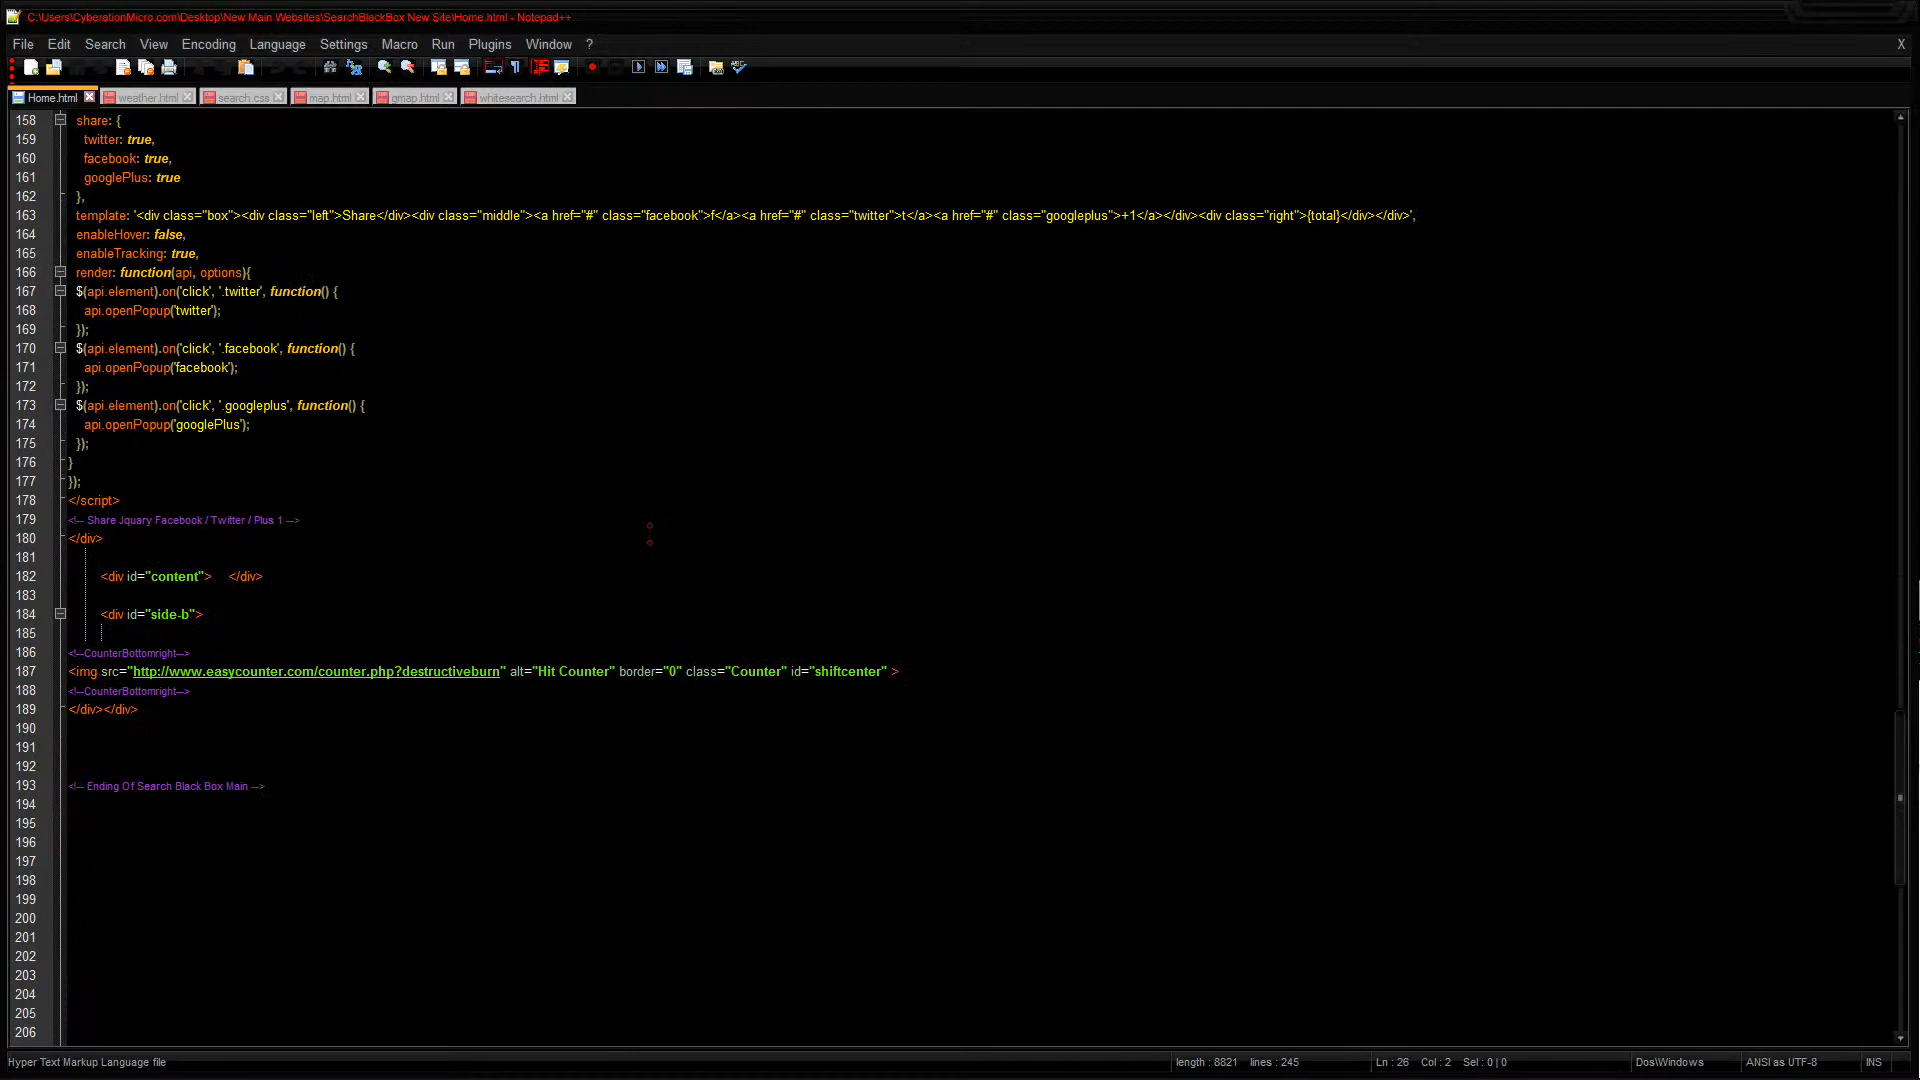 C:\Users\CyberationMicro.com\Desktop\New Main Websites\SearchBlackBox New Site\Home.html - Notepad++
File Edit Search View Encoding Language Settings Macro Run Plugins Window ? X
Home.html weather.html search.css map.html gmap.html whitesearch.html
158 share: {
159 twitter: true,
160 facebook: true,
161 googlePlus: true
162 },
163 template: '<div class="box"><div class="left">Share</div><div class="middle"><a href="#" class="facebook">f</a><a href="#" class="twitter">t</a><a href="#" class="googleplus">+1</a></div><div class="right">{total}</div></div>',
164 enableHover: false,
165 enableTracking: true,
166 render: function(api, options){
167 $(api.element).on('click', '.twitter', function() {
168 api.openPopup('twitter');
169 });
170 $(api.element).on('click', '.facebook', function() {
171 api.openPopup('facebook');
172 });
173 $(api.element).on('click', '.googleplus', function() {
174 api.openPopup('googlePlus');
175 });
176 }
177 });
178 </script>
179 <!-- Share Jquary Facebook / Twitter / Plus 1 -->
180 </div>
181
182 <div id="content"> </div>
183
184 <div id="side-b">
185
186 <!--CounterBottomright-->
187 <img src="http://www.easycounter.com/counter.php?destructiveburn" alt="Hit Counter" border="0" class="Counter" id="shiftcenter" >
188 <!--CounterBottomright-->
189 </div></div>
190
191
192
193 <!-- Ending Of Search Black Box Main -->
194
195
196
197
198
199
200
201
202
203
204
205
206
Hyper Text Markup Language file length : 8821 lines : 245 Ln : 26 Col : 2 Sel : 0 | 0 Dos\Windows ANSI as UTF-8 INS